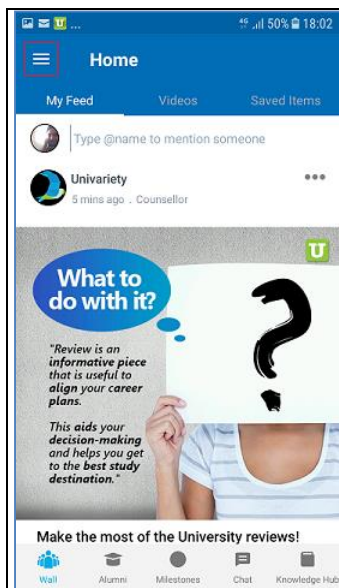 ... 4G 50% 18:02
Home
My Feed Videos Saved Items
Type @name to mention someone
Univariety
5 mins ago . Counsellor
U
What to
do with it?
?
"Review is an
informative piece
that is useful to
align your career
plans.
This aids your
decision-making
and helps you get
to the best study
destination."
Make the most of the University reviews!
Wall Alumni Milestones Chat Knowledge Hub